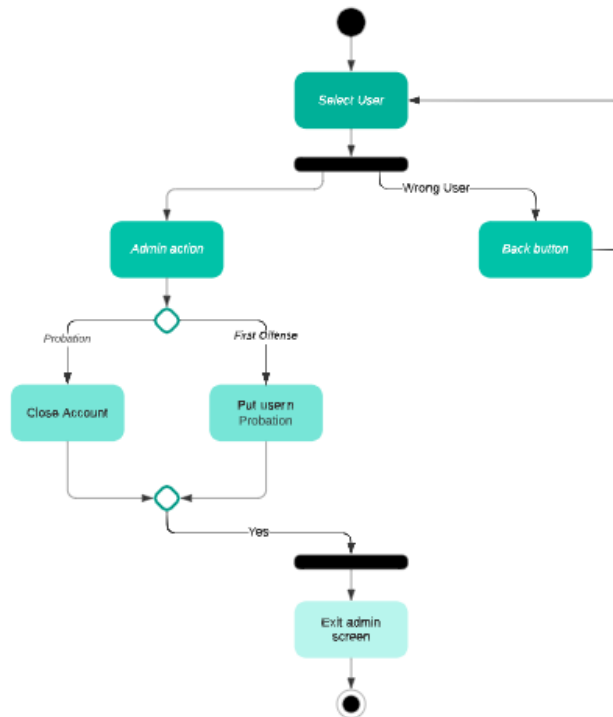 Select User
Wrong User
Admin action
Back button
Probation
First Offense
Close Account
Put usern
Probation
Yes
Exit admin
screen